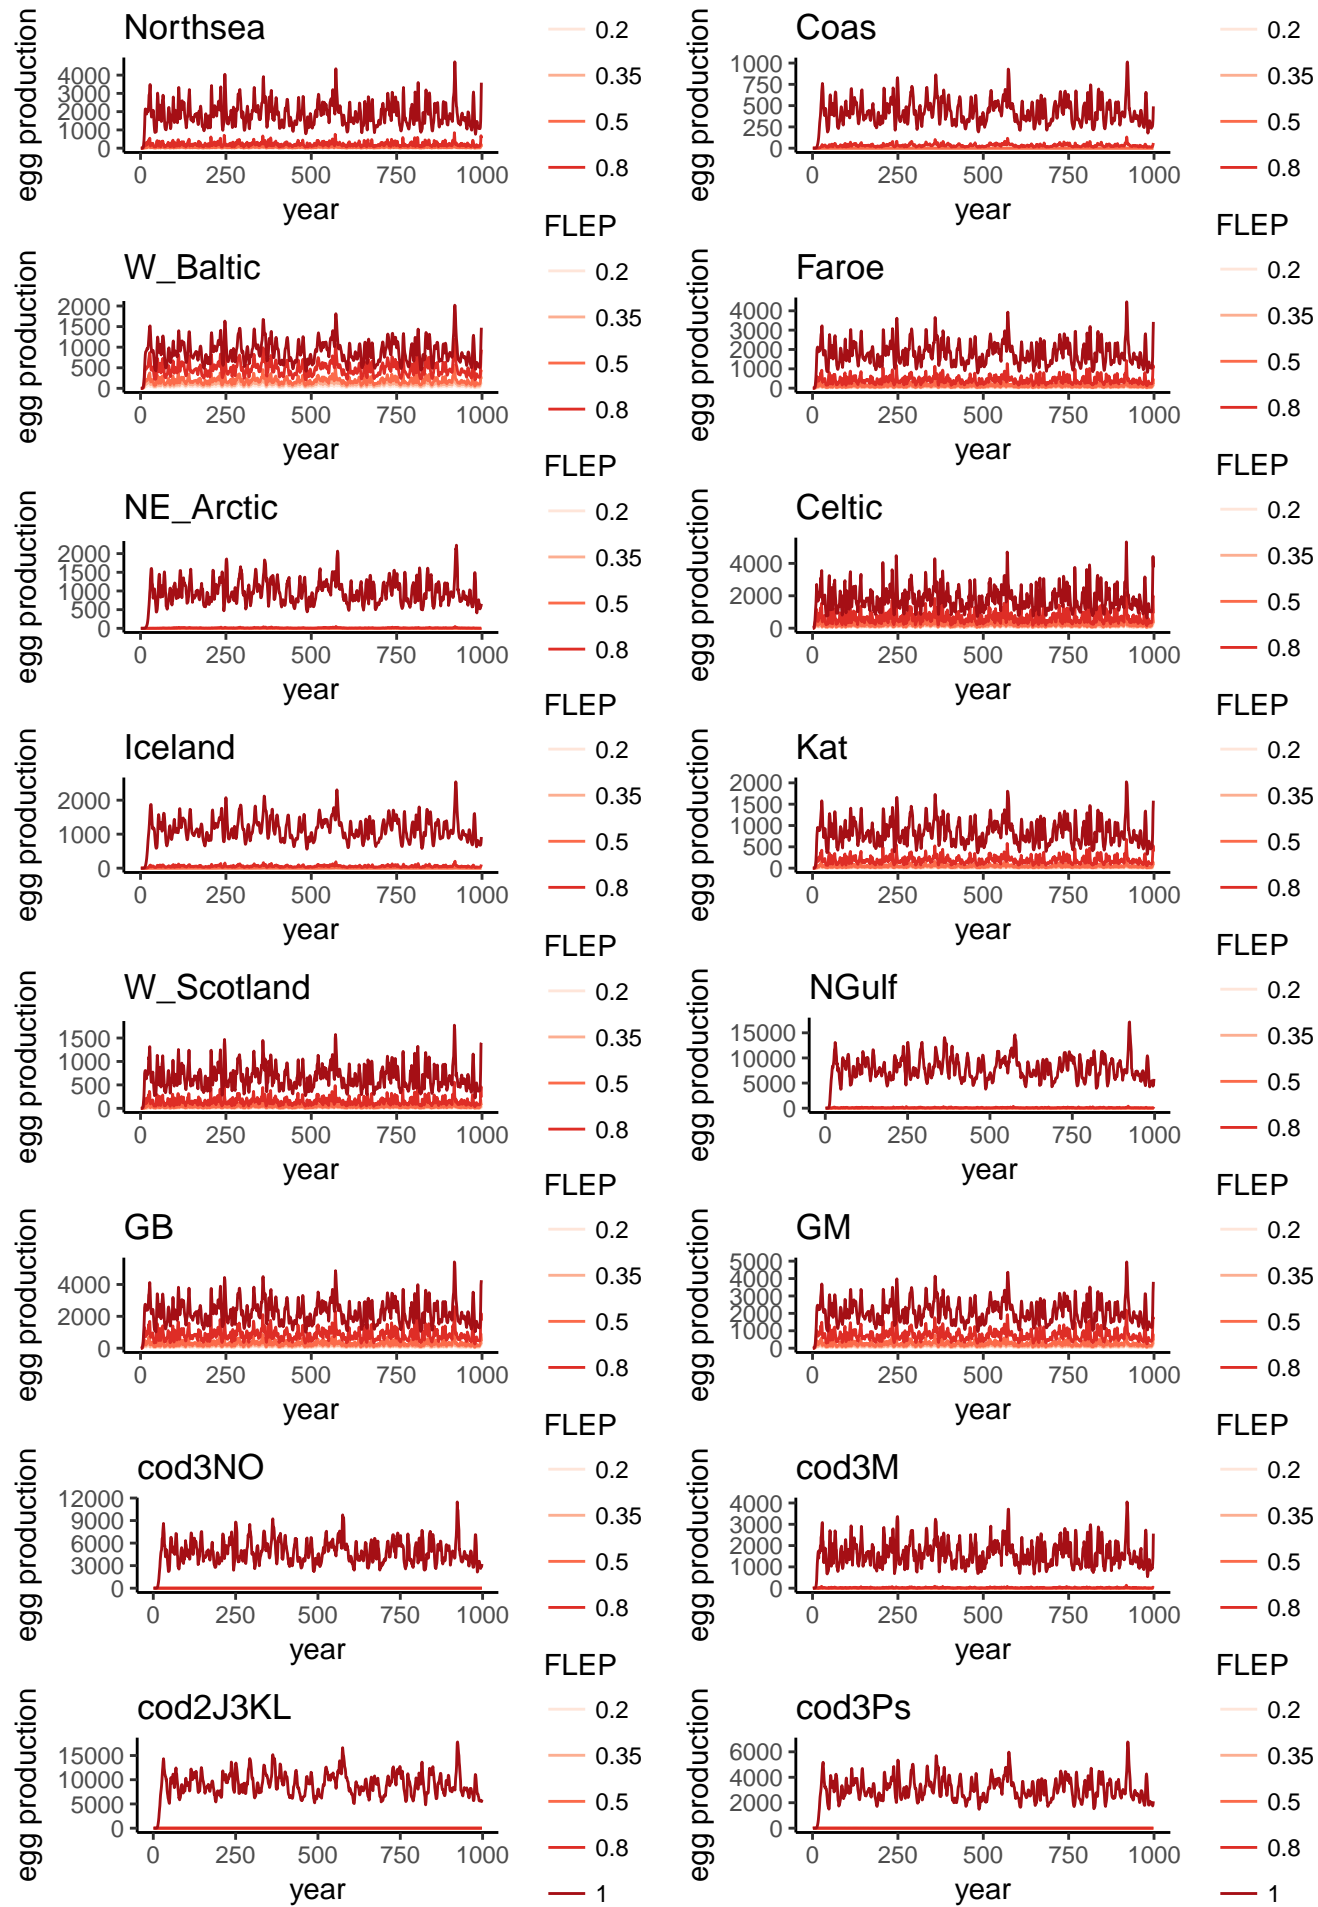 Northsea
egg production
4000
3000
2000
1000
0
0 250 500 750 1000
year
0.2
0.35
0.5
0.8
Coas
egg production
1000
750
500
250
0
0 250 500 750 1000
year
0.2
0.35
0.5
0.8
W_Baltic
egg production
2000
1500
1000
500
0
0 250 500 750 1000
year
FLEP
0.2
0.35
0.5
0.8
Faroe
egg production
4000
3000
2000
1000
0
0 250 500 750 1000
year
FLEP
0.2
0.35
0.5
0.8
NE_Arctic
egg production
2000
1500
1000
500
0
0 250 500 750 1000
year
FLEP
0.2
0.35
0.5
0.8
Celtic
egg production
4000
2000
0
0 250 500 750 1000
year
FLEP
0.2
0.35
0.5
0.8
Iceland
egg production
2000
1000
0
0 250 500 750 1000
year
FLEP
0.2
0.35
0.5
0.8
Kat
egg production
2000
1500
1000
500
0
0 250 500 750 1000
year
FLEP
0.2
0.35
0.5
0.8
W_Scotland
egg production
1500
1000
500
0
0 250 500 750 1000
year
FLEP
0.2
0.35
0.5
0.8
NGulf
egg production
15000
10000
5000
0
0 250 500 750 1000
year
FLEP
0.2
0.35
0.5
0.8
GB
egg production
4000
2000
0
0 250 500 750 1000
year
FLEP
0.2
0.35
0.5
0.8
GM
egg production
5000
4000
3000
2000
1000
0
0 250 500 750 1000
year
FLEP
0.2
0.35
0.5
0.8
cod3NO
egg production
12000
9000
6000
3000
0
0 250 500 750 1000
year
FLEP
0.2
0.35
0.5
0.8
cod3M
egg production
4000
3000
2000
1000
0
0 250 500 750 1000
year
FLEP
0.2
0.35
0.5
0.8
cod2J3KL
egg production
15000
10000
5000
0
0 250 500 750 1000
year
FLEP
0.2
0.35
0.5
0.8
1
cod3Ps
egg production
6000
4000
2000
0
0 250 500 750 1000
year
FLEP
0.2
0.35
0.5
0.8
1